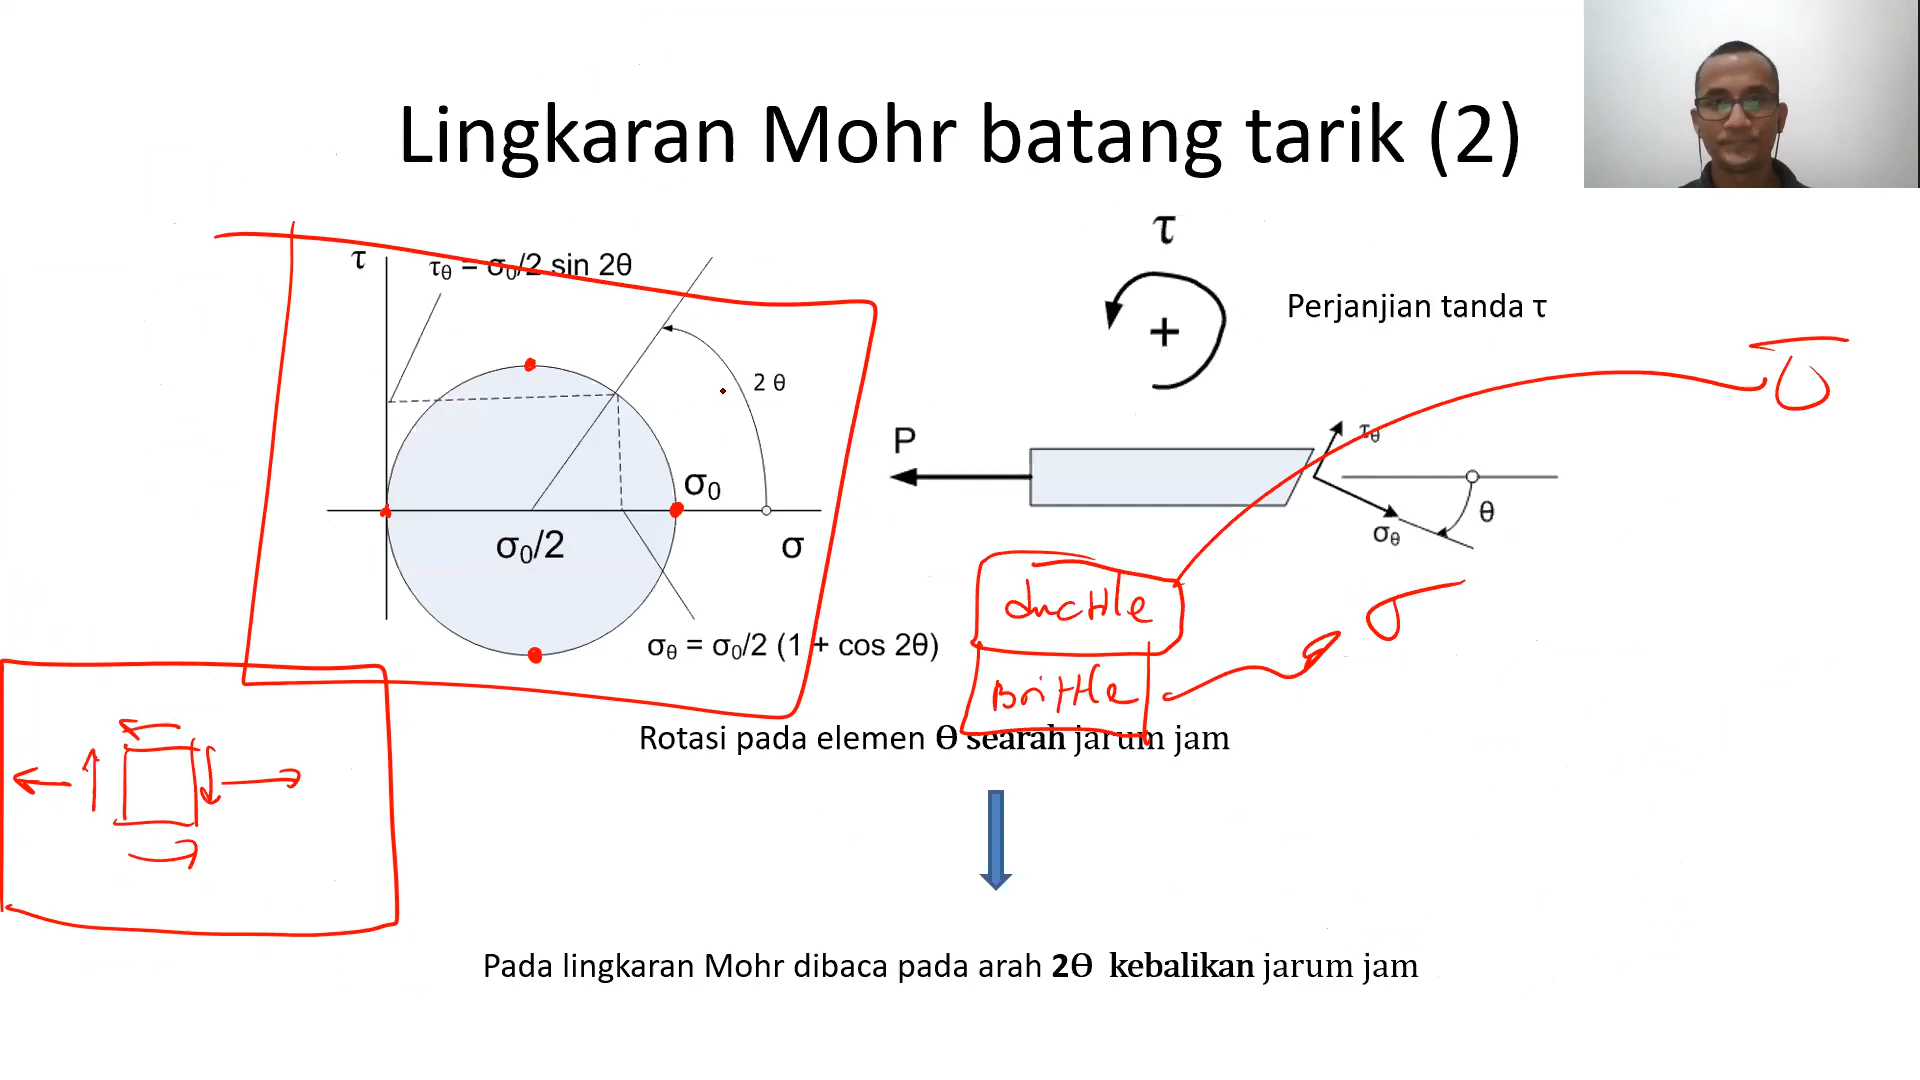 Lingkaran Mohr batang tarik (2)
τ
τ
τθ = σ0/2 sin 2θ
Perjanjian tanda τ
+
2 θ
P
τθ
σ0
θ
σ0/2
σ
σθ
ductile
σ
σθ = σ0/2 (1 + cos 2θ)
Brittle
Rotasi pada elemen Ɵ searah jarum jam
Pada lingkaran Mohr dibaca pada arah 2Ɵ kebalikan jarum jam